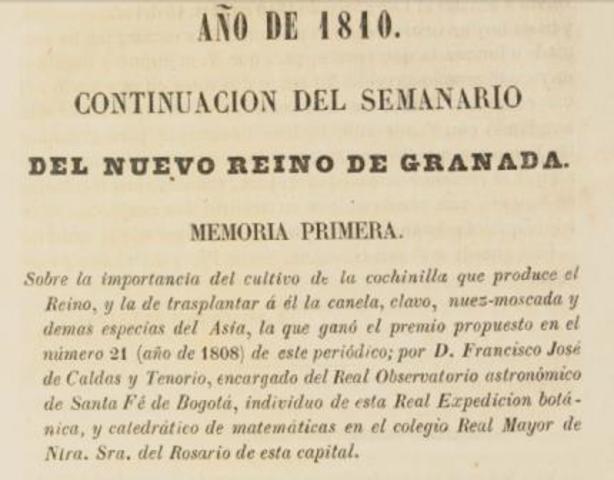 AÑO DE 1810.
CONTINUACION DEL SEMANARIO
DEL NUEVO REINO DE GRANADA.
MEMORIA PRIMERA.
Sobre la importancia del cultivo de la cochinilla que produce el
Reino, y la de trasplantar á él la canela, clavo, nuez-moscada y
demas especias del Asia, la que ganó el premio propuesto en el
número 21 (año de 1808) de este periódico; por D. Francisco José
de Caldas y Tenorio, encargado del Real Observatorio astronómico
de Santa Fé de Bogotá, individuo de esta Real Expedicion botá-
nica, y catedrático de matemáticas en el colegio Real Mayor de
Ntra. Sra. del Rosario de esta capital.